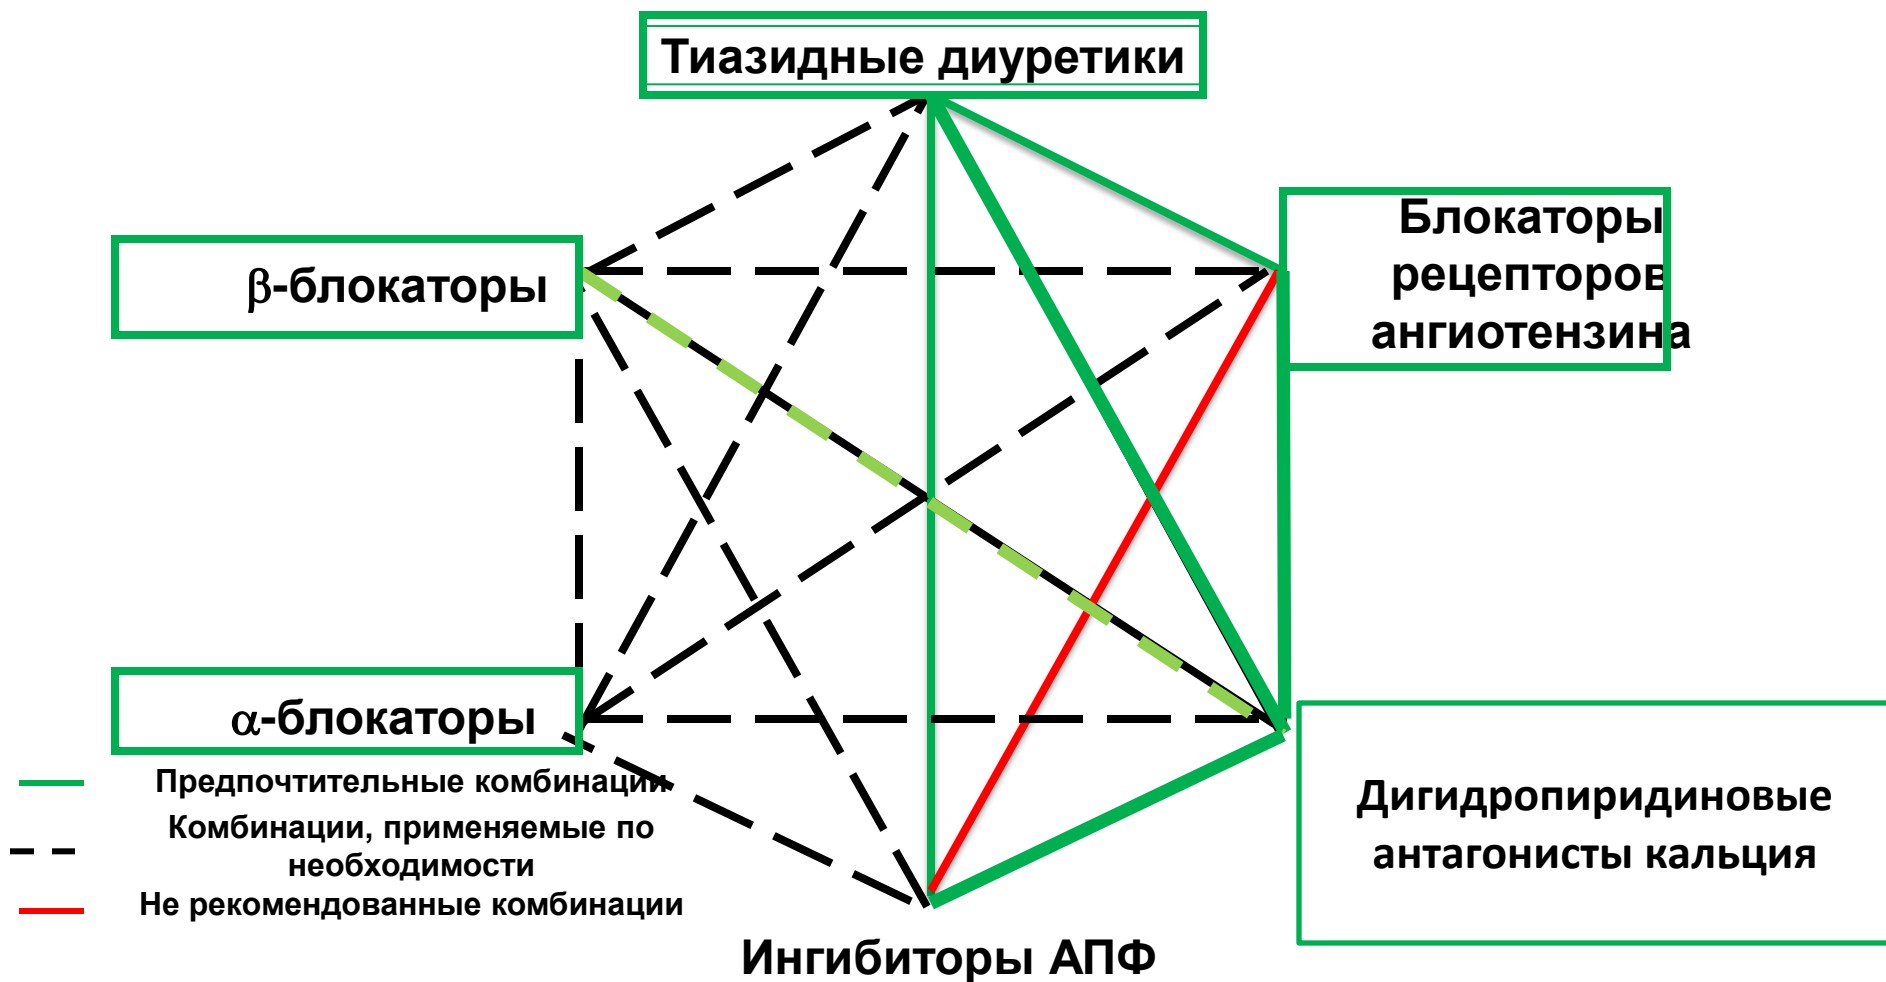 Тиазидные диуретики
Блокаторы
рецепторов
ангиотензина
β-блокаторы
α-блокаторы
Предпочтительные комбинации
Комбинации, применяемые по
необходимости
Не рекомендованные комбинации
Дигидропиридиновые
антагонисты кальция
Ингибиторы АПФ